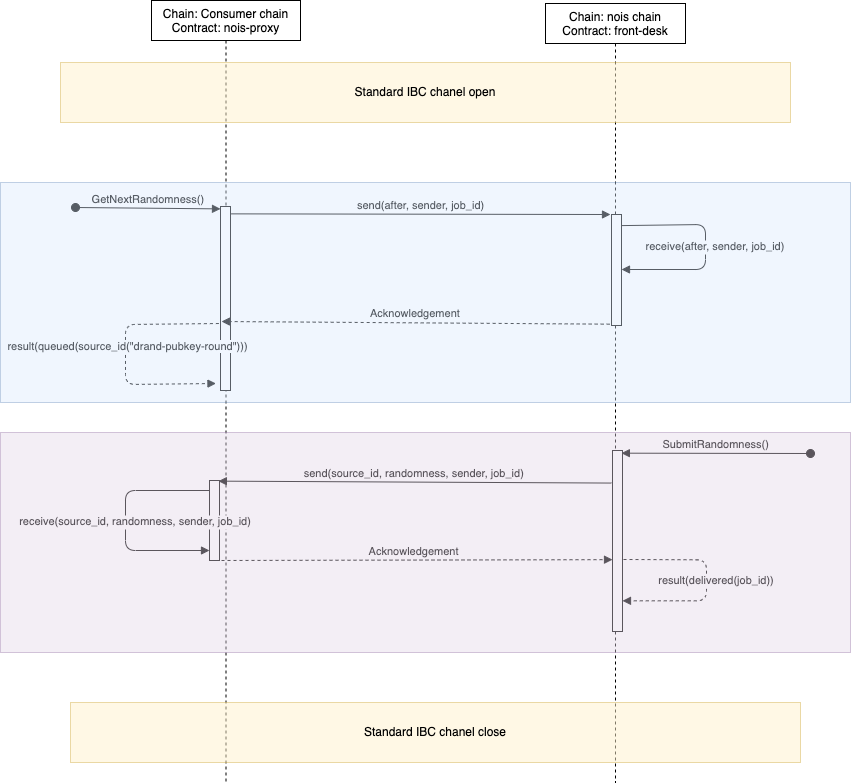 Chain: Consumer chain
Contract: nois-proxy
Chain: nois chain
Contract: front-desk
Standard IBC chanel open
GetNextRandomness()
send(after, sender, job_id)
receive(after, sender, job_id)
Acknowledgement
result(queued(source_id("drand-pubkey-round")))
SubmitRandomness()
send(source_id, randomness, sender, job_id)
receive(source_id, randomness, sender, job_id)
Acknowledgement
result(delivered(job_id))
Standard IBC chanel close